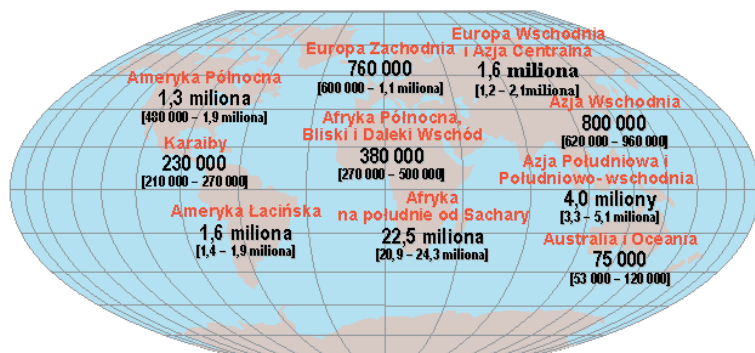 Europa Zachodnia
760 000
[600 000 – 1,1 miliona]
Europa Wschodnia
i Azja Centralna
1,6 miliona
[1,2 – 2,1miliona]
Ameryka Północna
1,3 miliona
[480 000 – 1,9 miliona]
Azja Wschodnia
800 000
[620 000 – 960 000]
Karaiby
230 000
[210 000 – 270 000]
Afryka Północna,
Bliski i Daleki Wschód
380 000
[270 000 – 500 000]
Azja Południowa i
Południowo- wschodnia
4,0 miliony
[3,3 – 5,1 miliona]
Ameryka Łacińska
1,6 miliona
[1,4 – 1,9 miliona]
Afryka
na południe od Sachary
22,5 miliona
[20,9 – 24,3 miliona]
Australia i Oceania
75 000
[53 000 – 120 000]